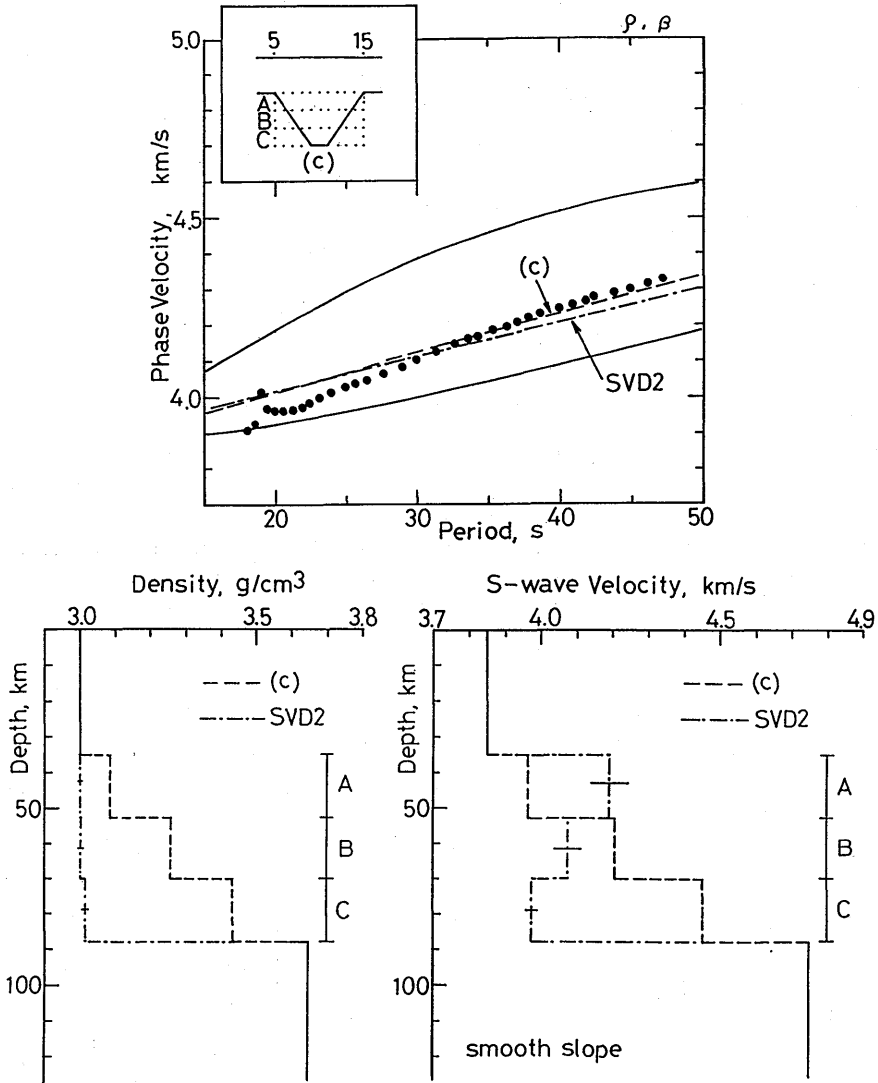 ρ, β
5 15
A
B
C
(c)
5.0
4.5
4.0
Phase Velocity, km/s
(c)
SVD2
20 30 40 50
Period, s
Density, g/cm3
3.0 3.5 3.8
Depth, km
50
100
(c)
SVD2
A
B
C
S-wave Velocity, km/s
3.7 4.0 4.5 4.9
Depth, km
50
100
(c)
SVD2
A
B
C
smooth slope